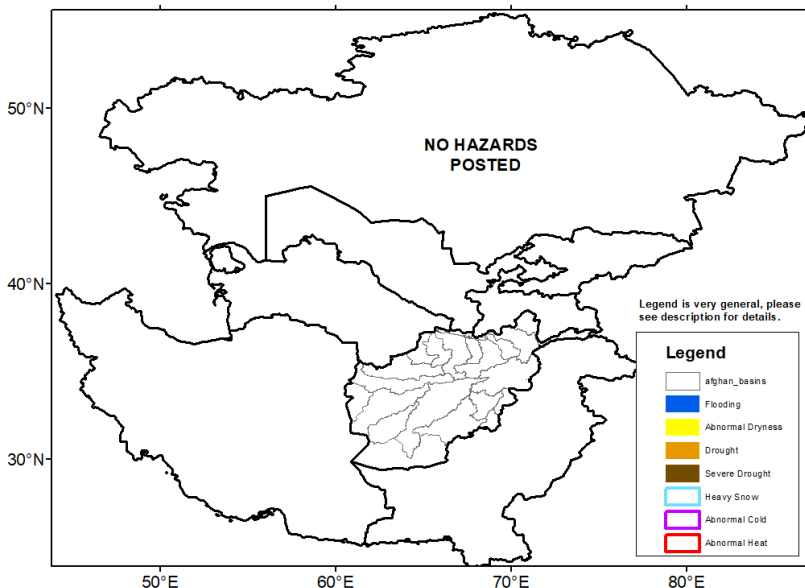 50°N
NO HAZARDS
POSTED
40°N
Legend is very general, please
see description for details.
Legend
afghan_basins
Flooding
Abnormal Dryness
Drought
Severe Drought
Heavy Snow
Abnormal Cold
Abnormal Heat
30°N
50°E
60°E
70°E
80°E